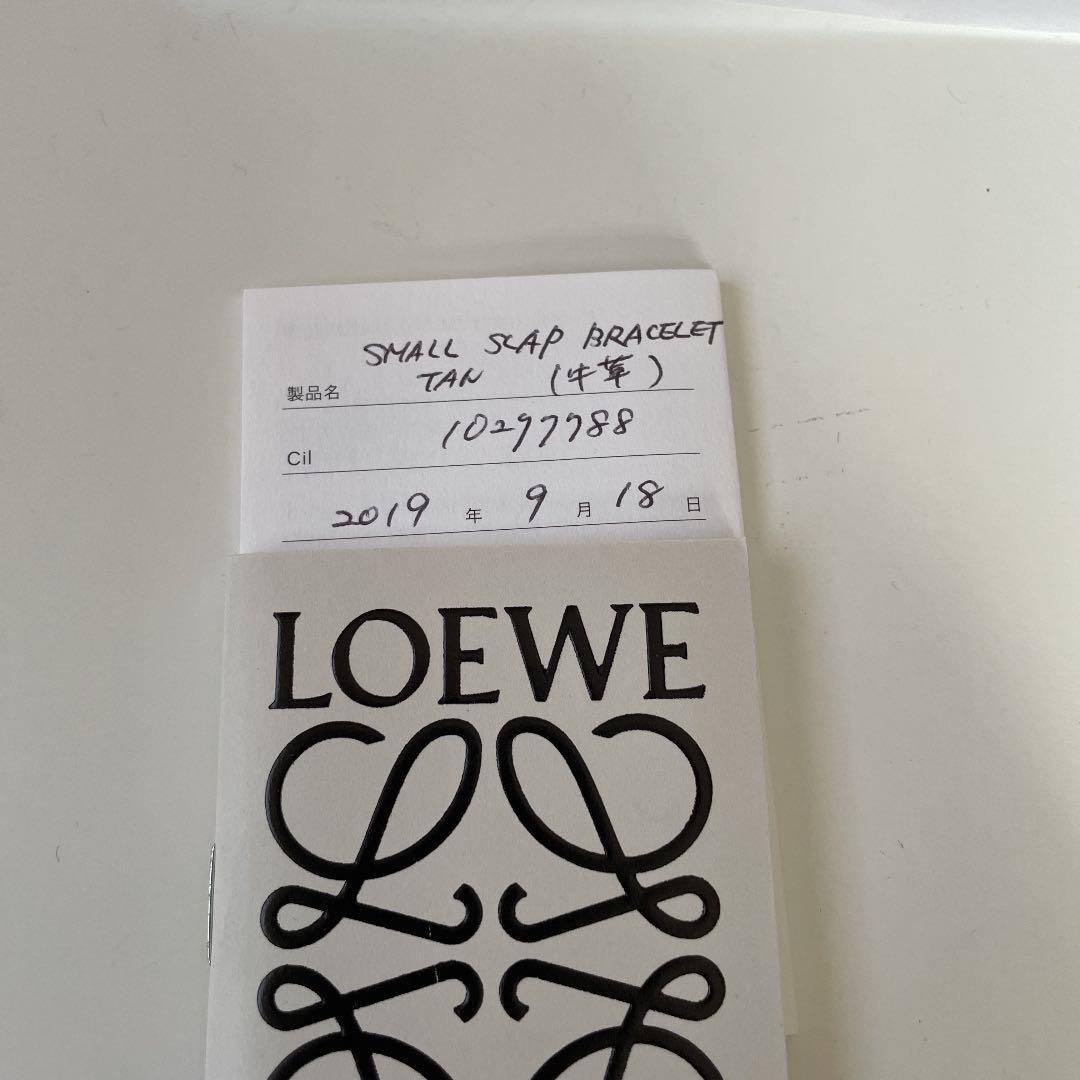 SMALL SLAP BRACELET
製品名 TAN (牛革)
Cil 10297788
2019 年 9 月 18 日
LOEWE